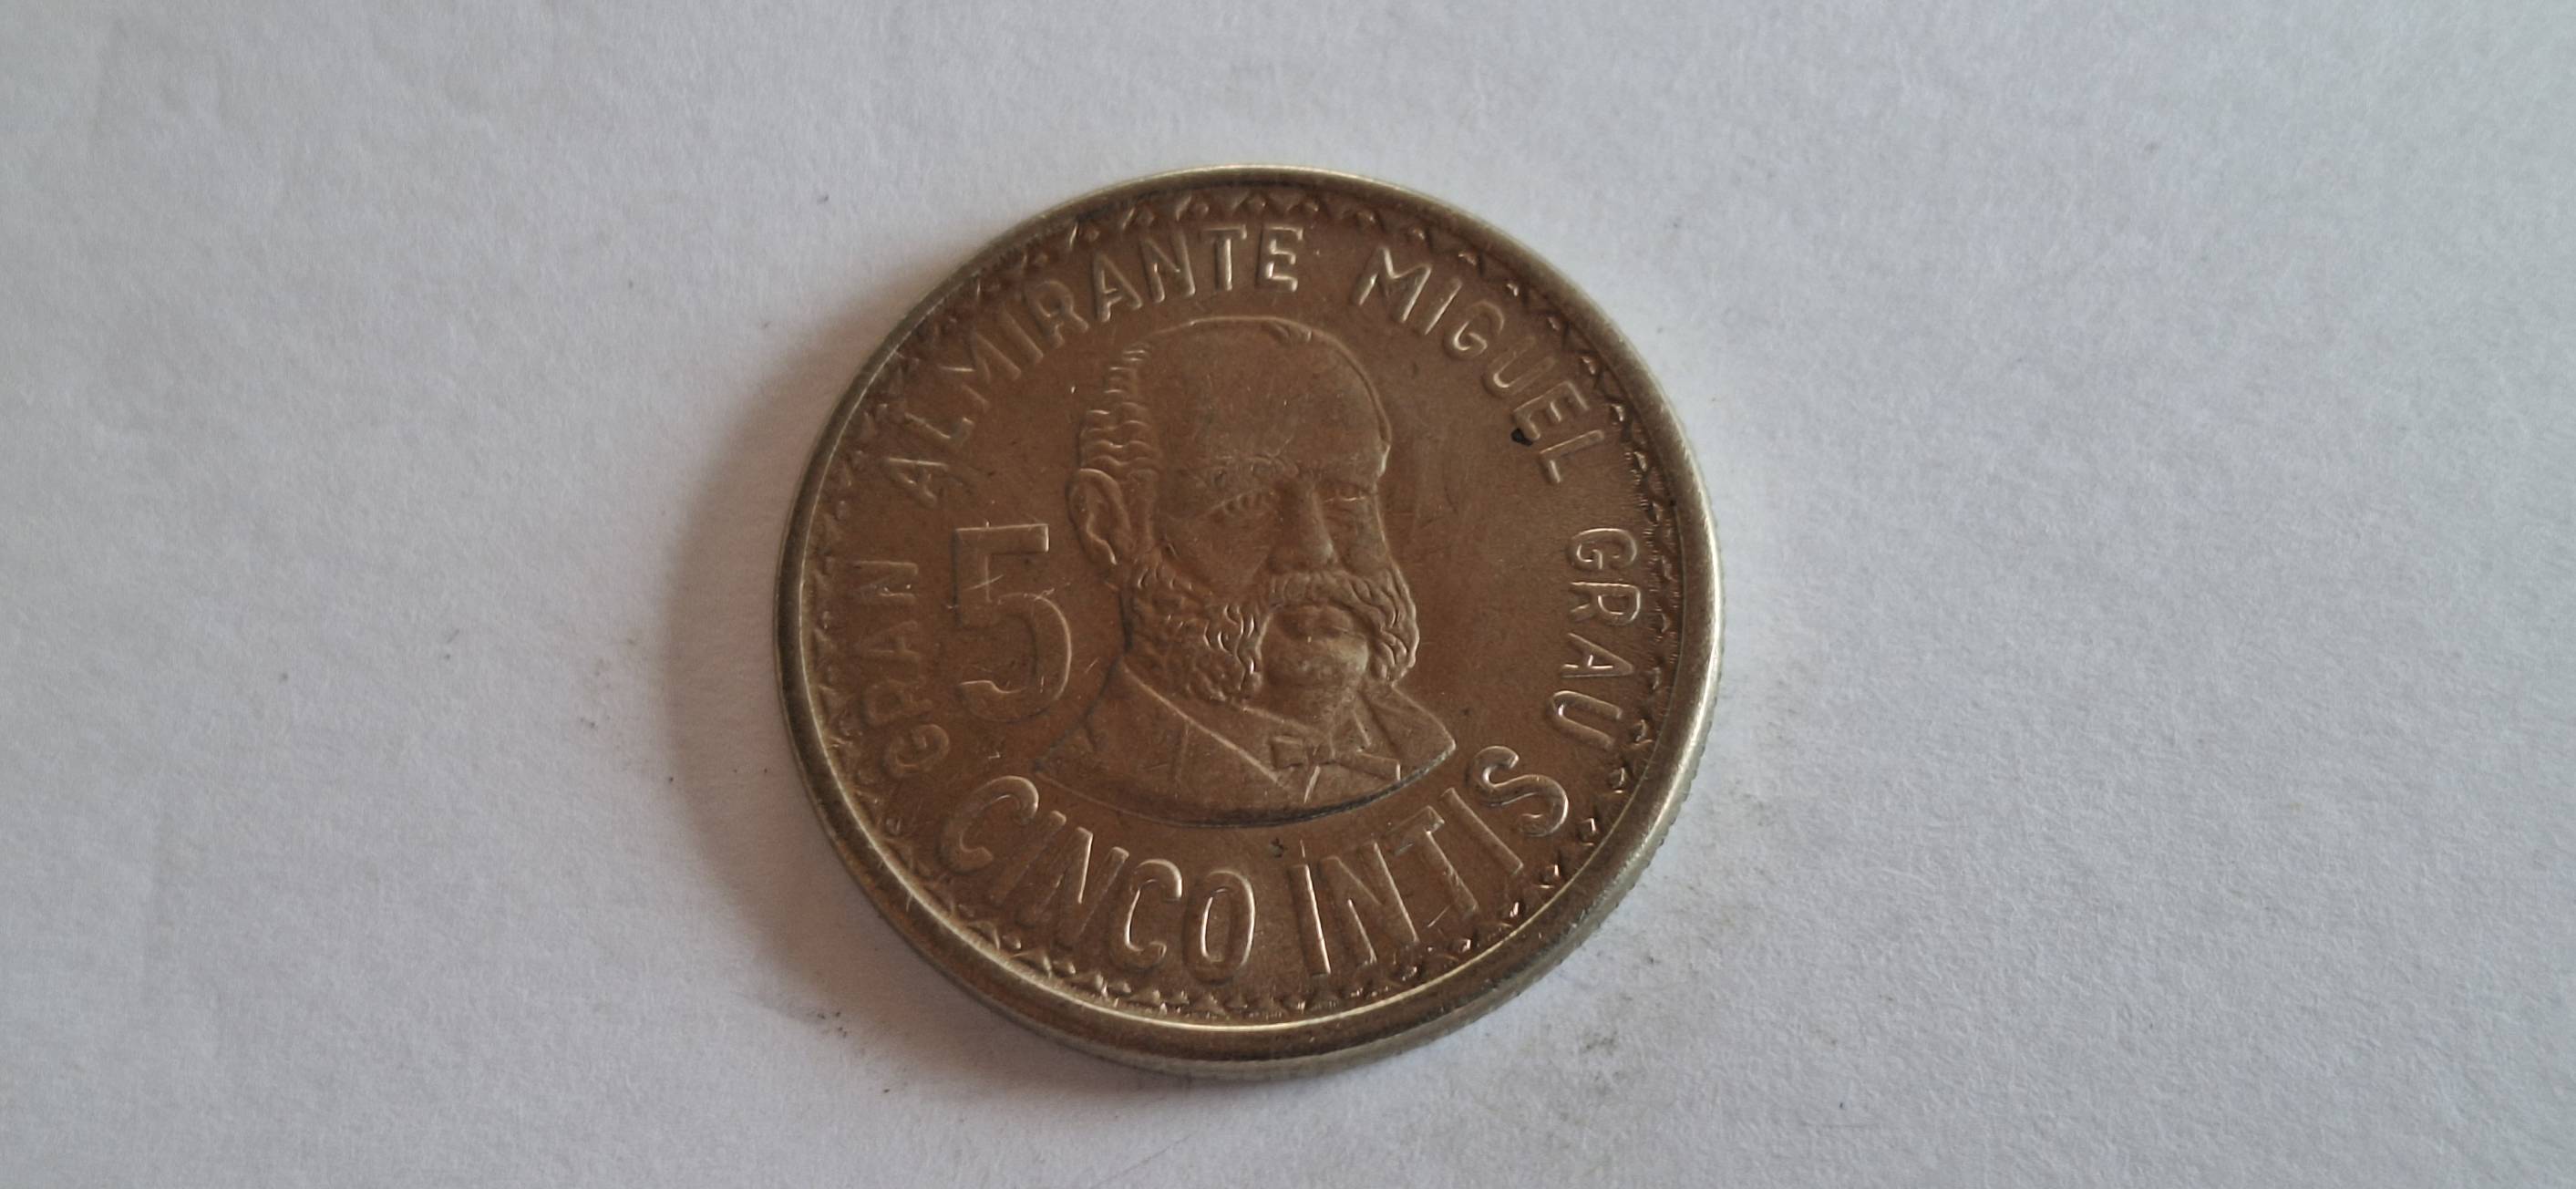 GRAN ALMIRANTE MIGUEL GRAU
5
CINCO INTIS